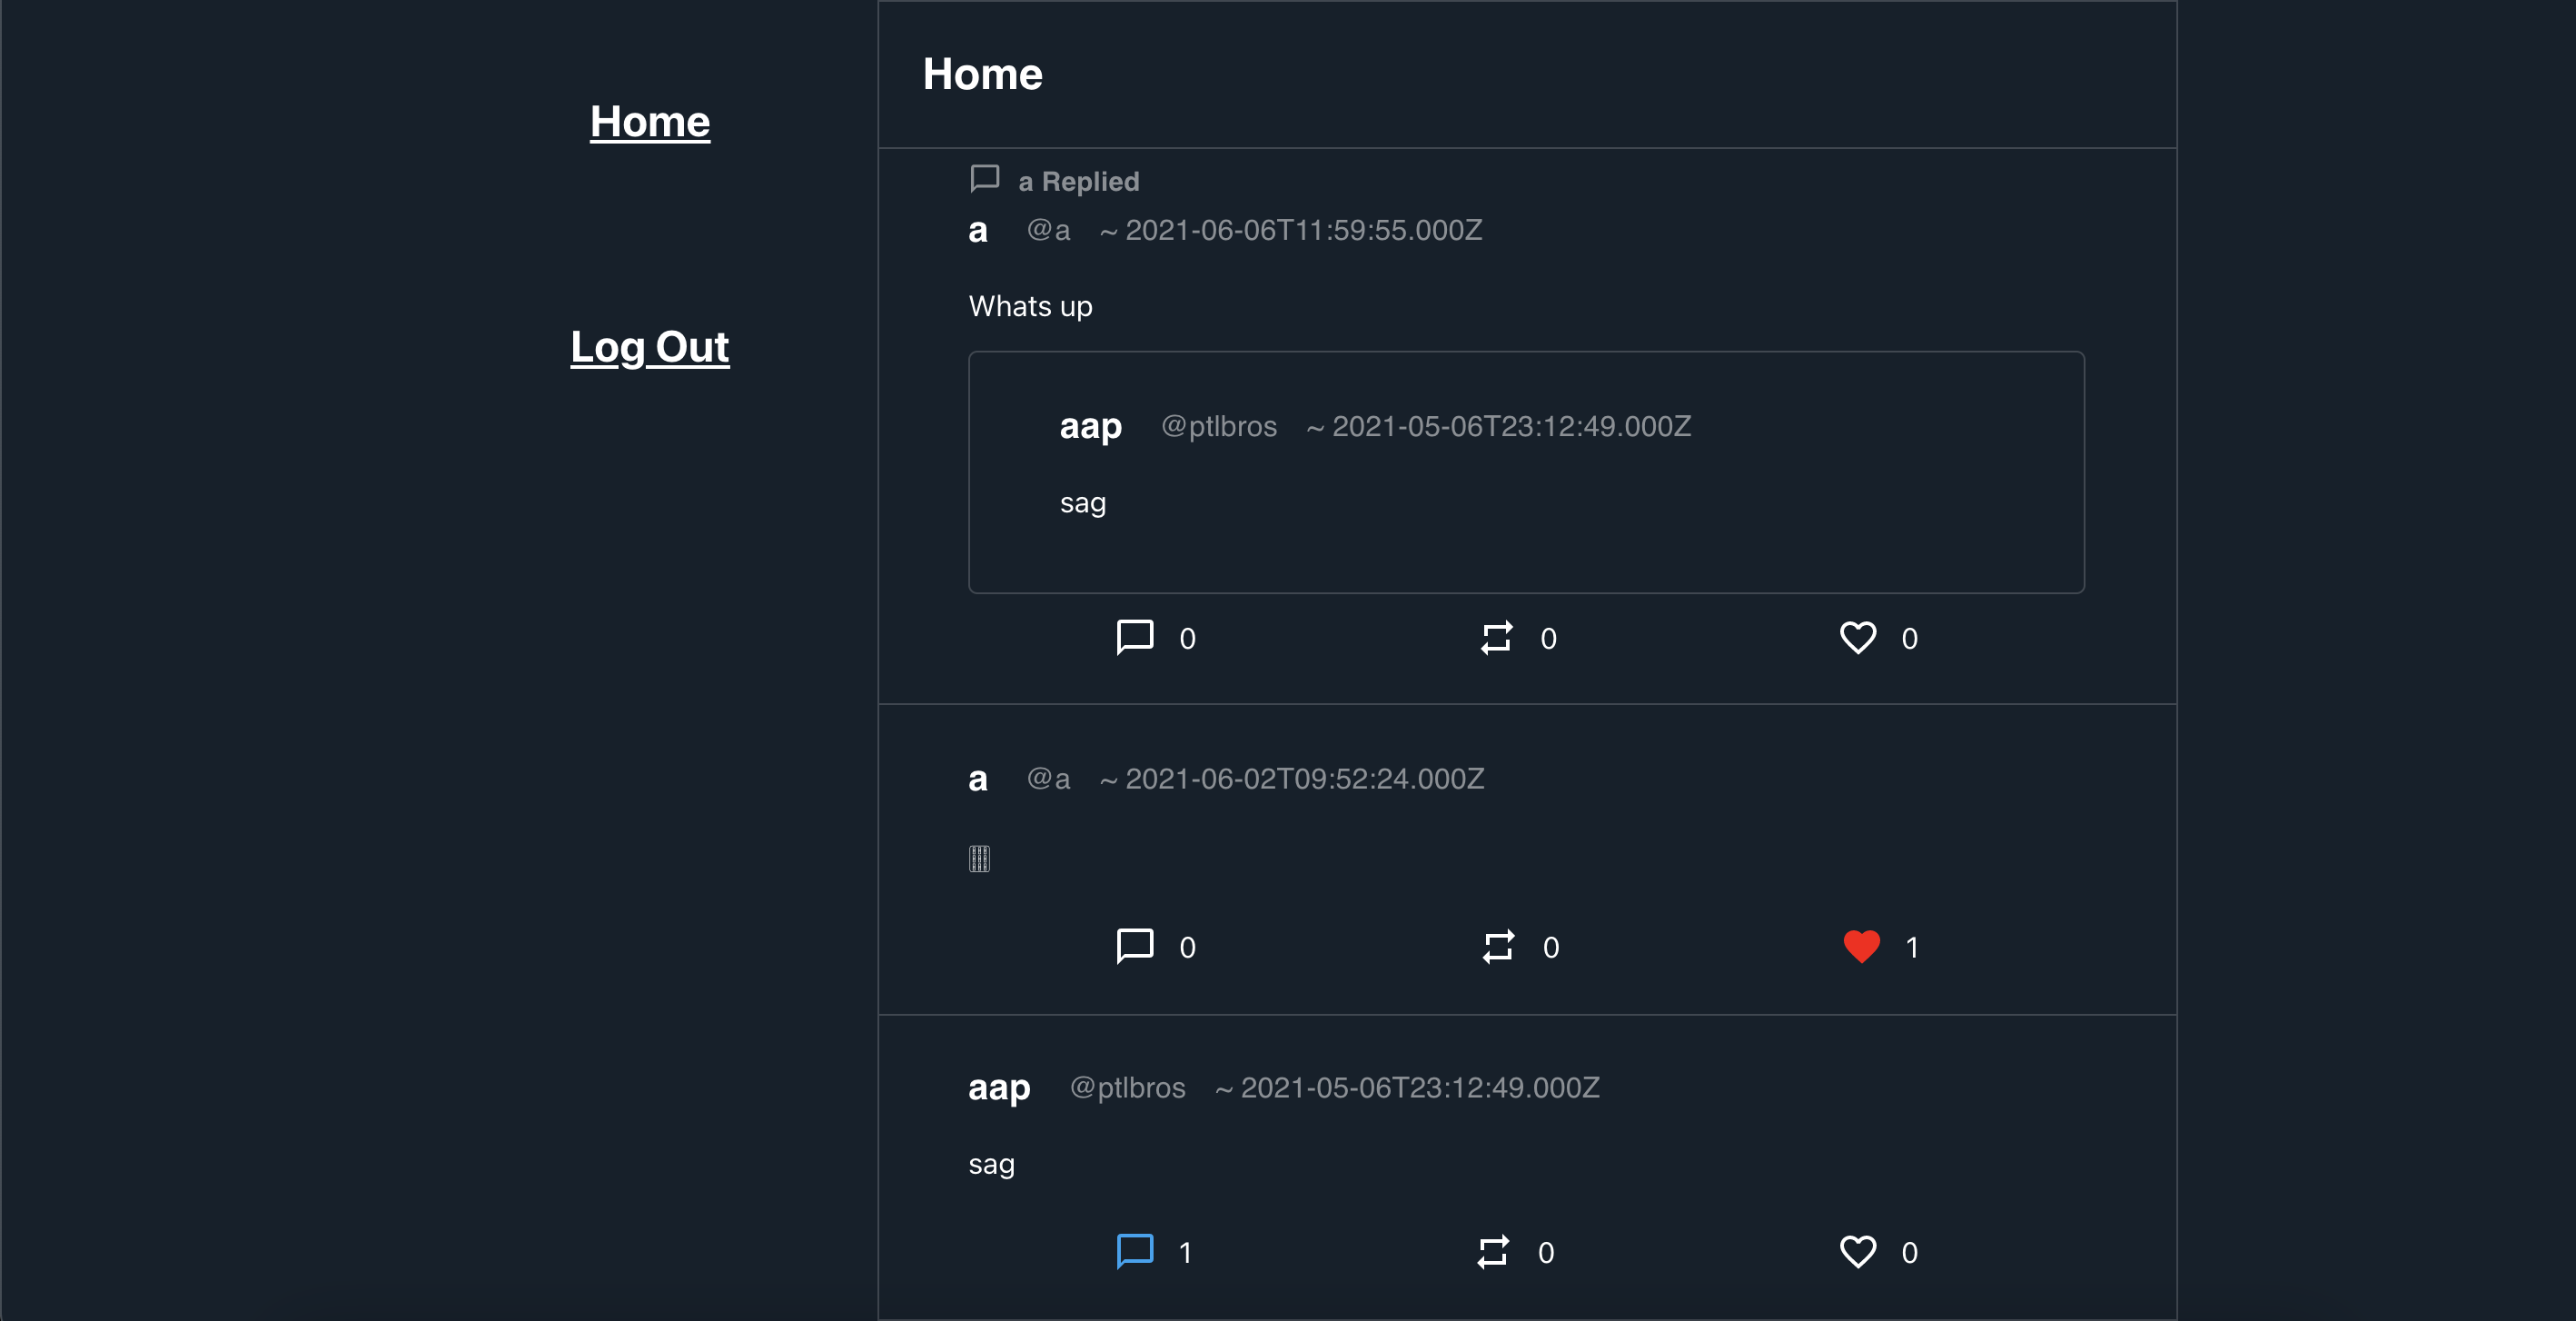 Home
Log Out
Home
a Replied
a @a ~ 2021-06-06T11:59:55.000Z
Whats up
aap @ptlbros ~ 2021-05-06T23:12:49.000Z
sag
0 0 0
a @a ~ 2021-06-02T09:52:24.000Z
0 0 1
aap @ptlbros ~ 2021-05-06T23:12:49.000Z
sag
1 0 0